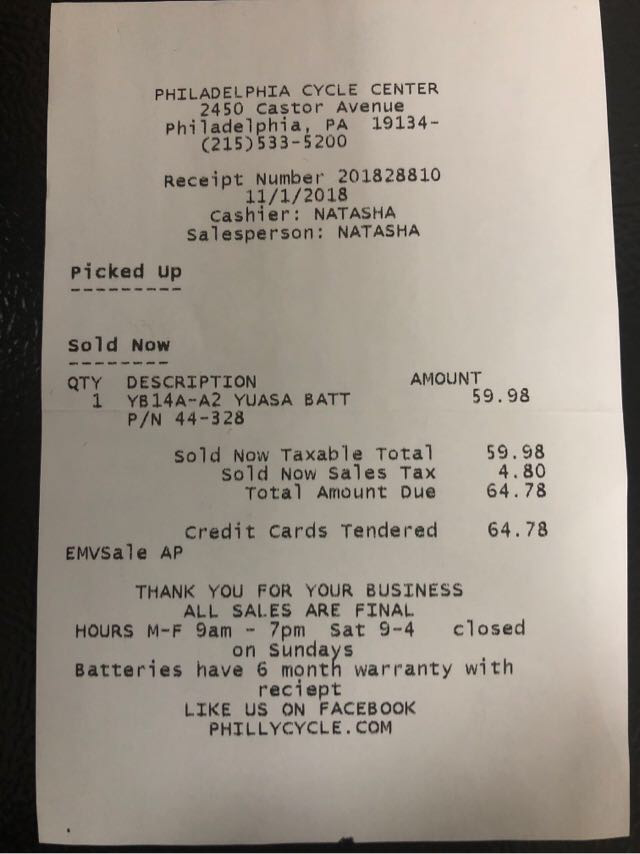 PHILADELPHIA CYCLE CENTER
2450 Castor Avenue
Philadelphia, PA 19134-
(215)533-5200
Receipt Number 201828810
11/1/2018
Cashier: NATASHA
Salesperson: NATASHA
Picked Up
---------
Sold Now
--------
QTY DESCRIPTION AMOUNT
1 YB14A-A2 YUASA BATT 59.98
P/N 44-328
Sold Now Taxable Total 59.98
Sold Now Sales Tax 4.80
Total Amount Due 64.78
Credit Cards Tendered 64.78
EMVSale AP
THANK YOU FOR YOUR BUSINESS
ALL SALES ARE FINAL
HOURS M-F 9am - 7pm Sat 9-4 closed
on Sundays
Batteries have 6 month warranty with
reciept
LIKE US ON FACEBOOK
PHILLYCYCLE.COM